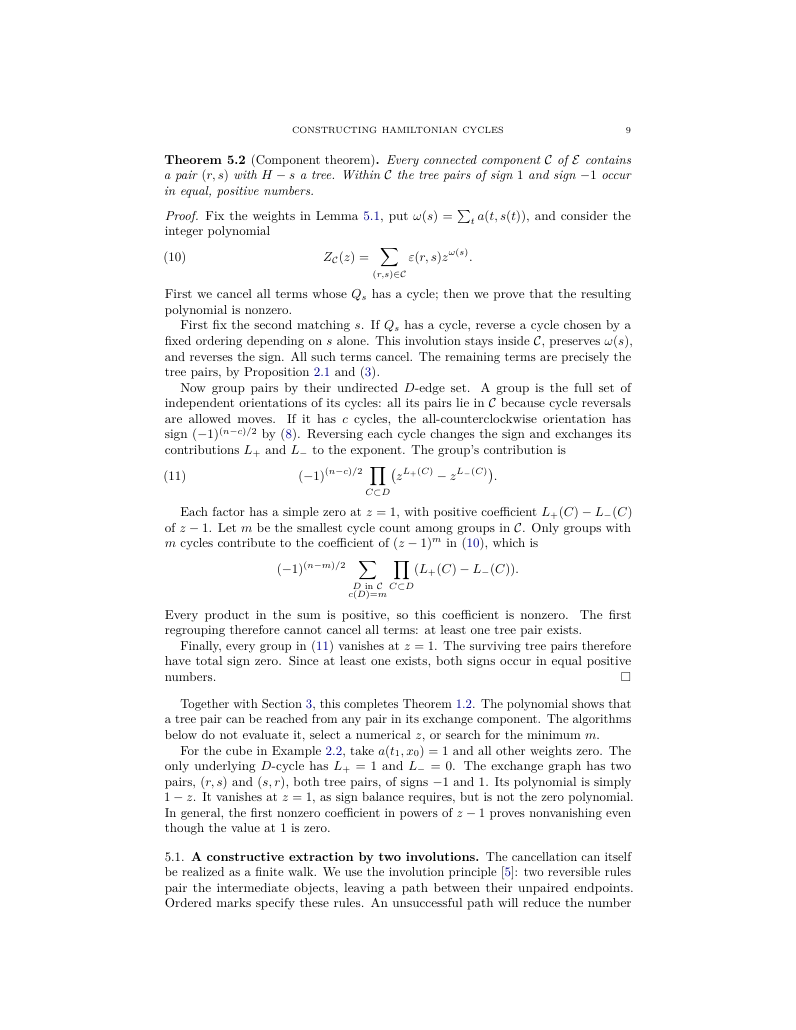 CONSTRUCTING HAMILTONIAN CYCLES 9
Theorem 5.2 (Component theorem). Every connected component 𝒞 of ℰ contains
a pair (r, s) with H − s a tree. Within 𝒞 the tree pairs of sign 1 and sign −1 occur
in equal, positive numbers.
Proof. Fix the weights in Lemma 5.1, put ω(s) = ∑_t a(t, s(t)), and consider the
integer polynomial
(10) Z_𝒞(z) = ∑_{(r,s)∈𝒞} ε(r, s)z^{ω(s)}.
First we cancel all terms whose Q_s has a cycle; then we prove that the resulting
polynomial is nonzero.
First fix the second matching s. If Q_s has a cycle, reverse a cycle chosen by a
fixed ordering depending on s alone. This involution stays inside 𝒞, preserves ω(s),
and reverses the sign. All such terms cancel. The remaining terms are precisely the
tree pairs, by Proposition 2.1 and (3).
Now group pairs by their undirected D-edge set. A group is the full set of
independent orientations of its cycles: all its pairs lie in 𝒞 because cycle reversals
are allowed moves. If it has c cycles, the all-counterclockwise orientation has
sign (−1)^{(n−c)/2} by (8). Reversing each cycle changes the sign and exchanges its
contributions L₊ and L₋ to the exponent. The group's contribution is
(11) (−1)^{(n−c)/2} ∏_{C⊂D} (z^{L₊(C)} − z^{L₋(C)}).
Each factor has a simple zero at z = 1, with positive coefficient L₊(C) − L₋(C)
of z − 1. Let m be the smallest cycle count among groups in 𝒞. Only groups with
m cycles contribute to the coefficient of (z − 1)^m in (10), which is
(−1)^{(n−m)/2} ∑_{D in 𝒞, c(D)=m} ∏_{C⊂D} (L₊(C) − L₋(C)).
Every product in the sum is positive, so this coefficient is nonzero. The first
regrouping therefore cannot cancel all terms: at least one tree pair exists.
Finally, every group in (11) vanishes at z = 1. The surviving tree pairs therefore
have total sign zero. Since at least one exists, both signs occur in equal positive
numbers. □
Together with Section 3, this completes Theorem 1.2. The polynomial shows that
a tree pair can be reached from any pair in its exchange component. The algorithms
below do not evaluate it, select a numerical z, or search for the minimum m.
For the cube in Example 2.2, take a(t₁, x₀) = 1 and all other weights zero. The
only underlying D-cycle has L₊ = 1 and L₋ = 0. The exchange graph has two
pairs, (r, s) and (s, r), both tree pairs, of signs −1 and 1. Its polynomial is simply
1 − z. It vanishes at z = 1, as sign balance requires, but is not the zero polynomial.
In general, the first nonzero coefficient in powers of z − 1 proves nonvanishing even
though the value at 1 is zero.
5.1. A constructive extraction by two involutions. The cancellation can itself
be realized as a finite walk. We use the involution principle [5]: two reversible rules
pair the intermediate objects, leaving a path between their unpaired endpoints.
Ordered marks specify these rules. An unsuccessful path will reduce the number